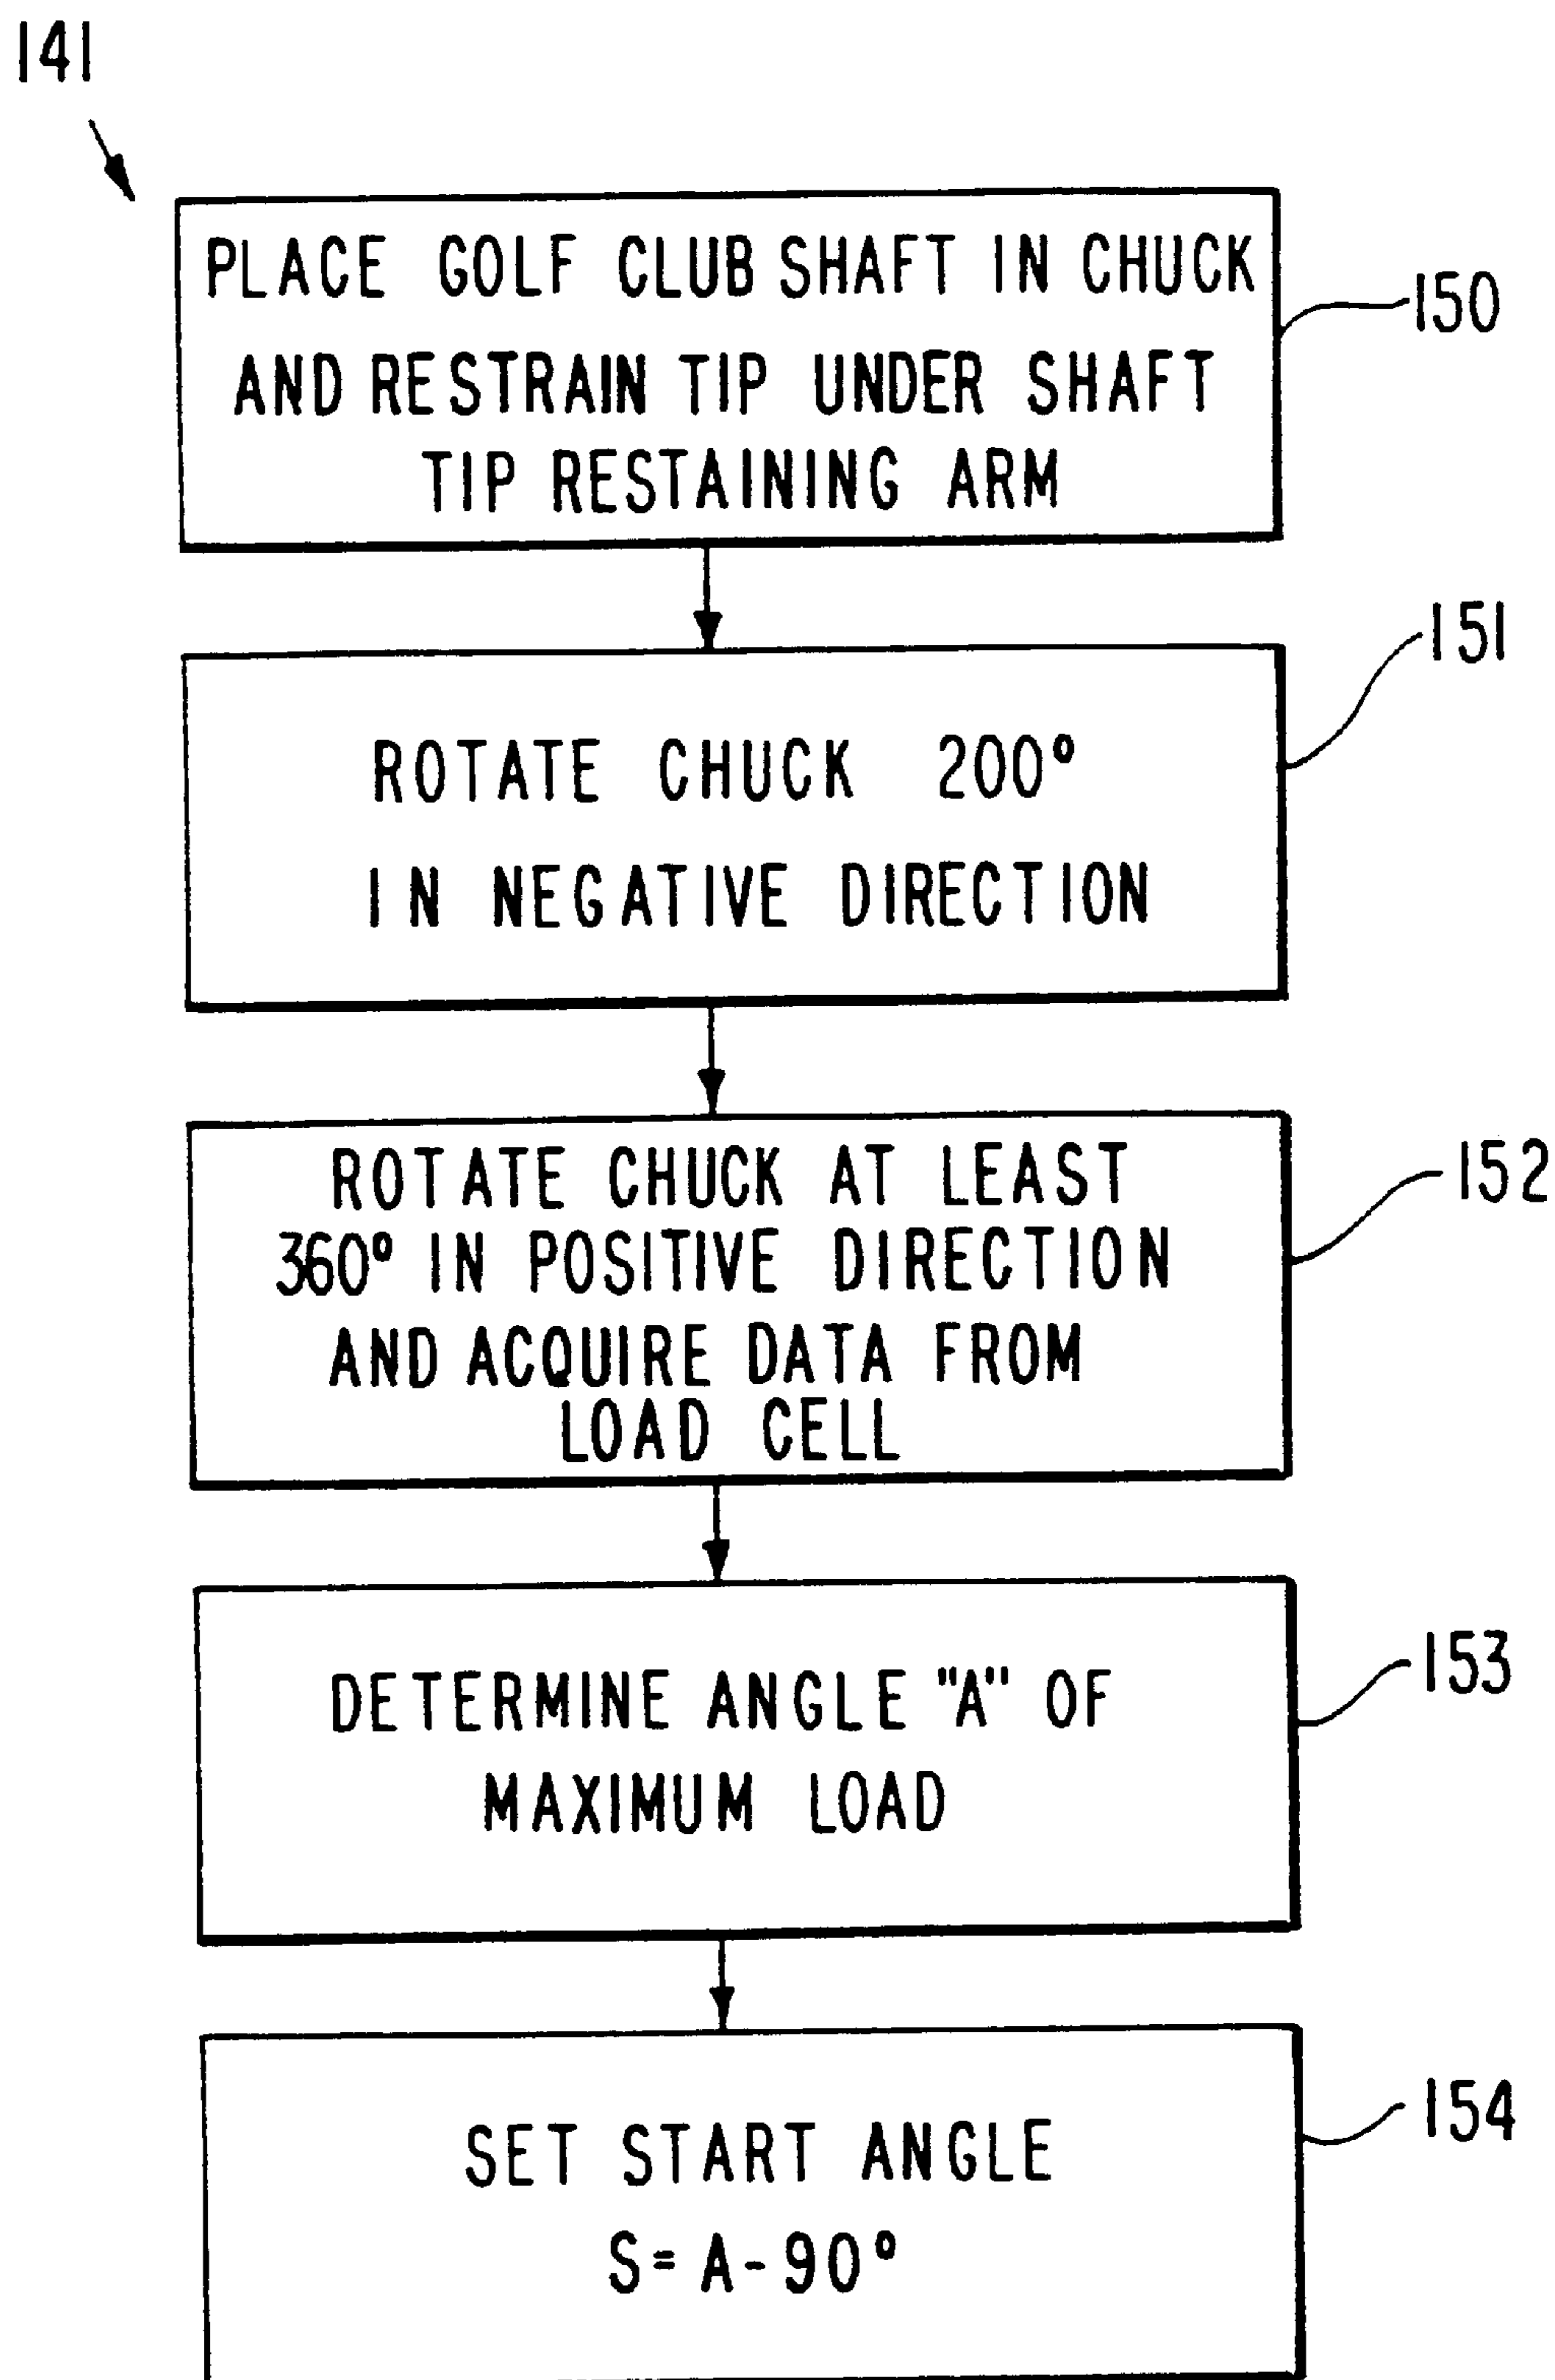 141
PLACE GOLF CLUB SHAFT IN CHUCK
AND RESTRAIN TIP UNDER SHAFT
TIP RESTAINING ARM
150
ROTATE CHUCK 200°
IN NEGATIVE DIRECTION
151
ROTATE CHUCK AT LEAST
360° IN POSITIVE DIRECTION
AND ACQUIRE DATA FROM
LOAD CELL
152
DETERMINE ANGLE "A" OF
MAXIMUM LOAD
153
SET START ANGLE
S=A-90°
154